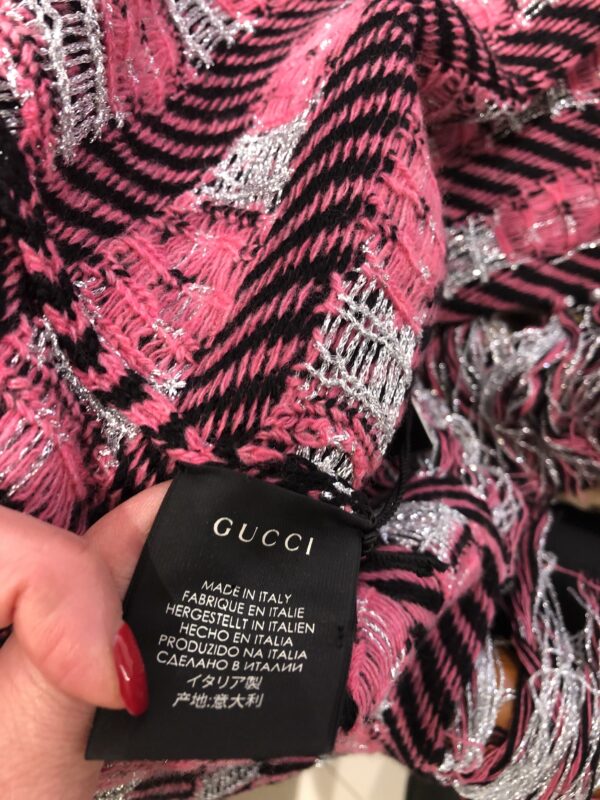 GUCCI
MADE IN ITALY
FABRIQUE EN ITALIE
HERGESTELLT IN ITALIEN
HECHO EN ITALIA
PRODUZIDO NA ITALIA
СДЕЛАНО В ИТАЛИИ
イタリア製
产地:意大利